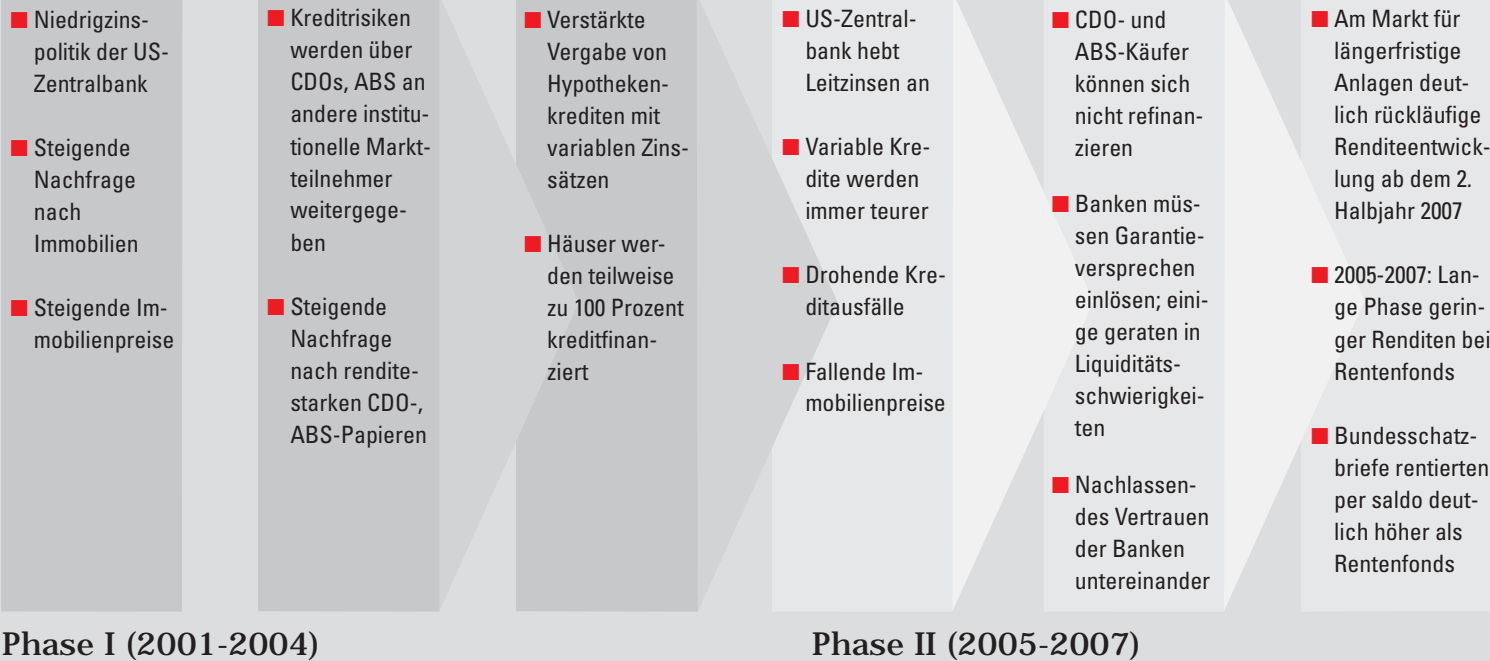 Niedrigzins-
politik der US-
Zentralbank
Steigende
Nachfrage
nach
Immobilien
Steigende Im-
mobilienpreise
Kreditrisiken
werden über
CDOs, ABS an
andere institu-
tionelle Markt-
teilnehmer
weitergege-
ben
Steigende
Nachfrage
nach rendite-
starken CDO-,
ABS-Papieren
Verstärkte
Vergabe von
Hypotheken-
krediten mit
variablen Zins-
sätzen
Häuser wer-
den teilweise
zu 100 Prozent
kreditfinan-
ziert
US-Zentral-
bank hebt
Leitzinsen an
Variable Kre-
dite werden
immer teurer
Drohende Kre-
ditausfälle
Fallende Im-
mobilienpreise
CDO- und
ABS-Käufer
können sich
nicht refinan-
zieren
Banken müs-
sen Garantie-
versprechen
einlösen; eini-
ge geraten in
Liquiditäts-
schwierigkei-
ten
Nachlassen-
des Vertrauen
der Banken
untereinander
Am Markt für
längerfristige
Anlagen deut-
lich rückläufige
Renditeentwick-
lung ab dem 2.
Halbjahr 2007
2005-2007: Lan-
ge Phase gerin-
ger Renditen bei
Rentenfonds
Bundesschatz-
briefe rentierten
per saldo deut-
lich höher als
Rentenfonds
Phase I (2001-2004)
Phase II (2005-2007)